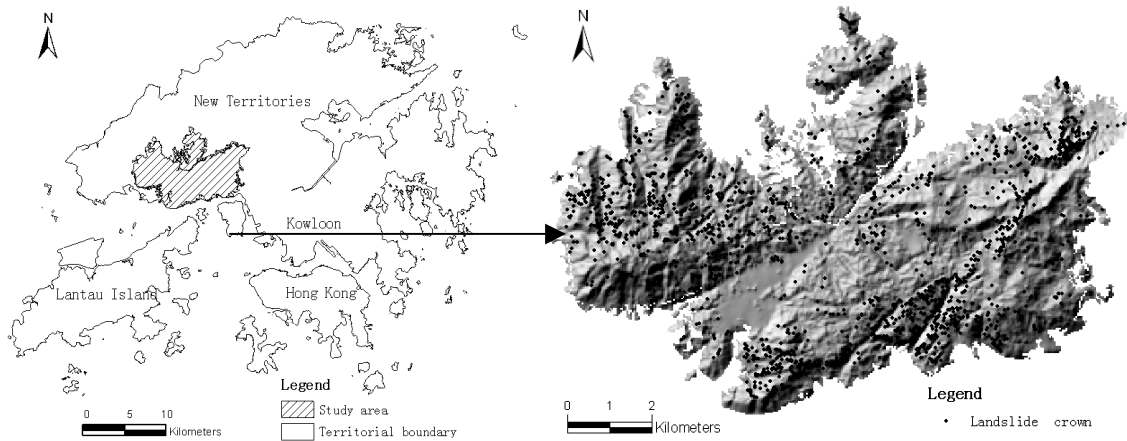 N
New Territories
Kowloon
Lantau Island
Hong Kong
Legend
Study area
Territorial boundary
0 5 10
Kilometers
N
0 1 2
Kilometers
Legend
Landslide crown